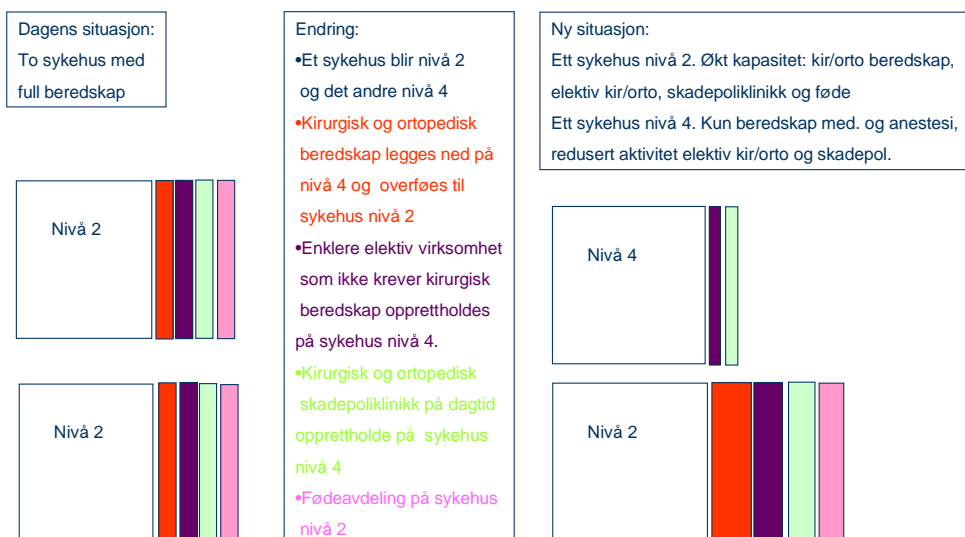 Dagens situasjon:
To sykehus med
full beredskap
Nivå 2
Nivå 2
Endring:
•Et sykehus blir nivå 2
og det andre nivå 4
•Kirurgisk og ortopedisk
beredskap legges ned på
nivå 4 og overføes til
sykehus nivå 2
•Enklere elektiv virksomhet
som ikke krever kirurgisk
beredskap opprettholdes
på sykehus nivå 4.
•Kirurgisk og ortopedisk
skadepoliklinikk på dagtid
opprettholde på sykehus
nivå 4
•Fødeavdeling på sykehus
nivå 2
Ny situasjon:
Ett sykehus nivå 2. Økt kapasitet: kir/orto beredskap,
elektiv kir/orto, skadepoliklinikk og føde
Ett sykehus nivå 4. Kun beredskap med. og anestesi,
redusert aktivitet elektiv kir/orto og skadepol.
Nivå 4
Nivå 2